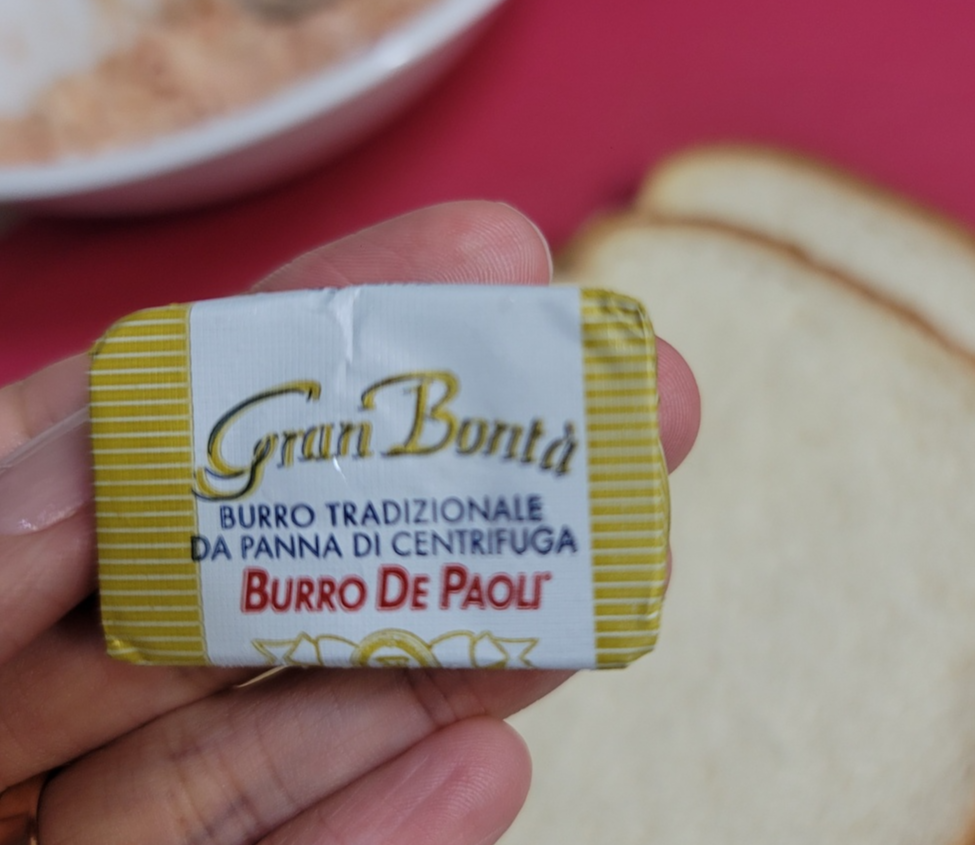 Gran Bontà
BURRO TRADIZIONALE
DA PANNA DI CENTRIFUGA
BURRO DE PAOLI